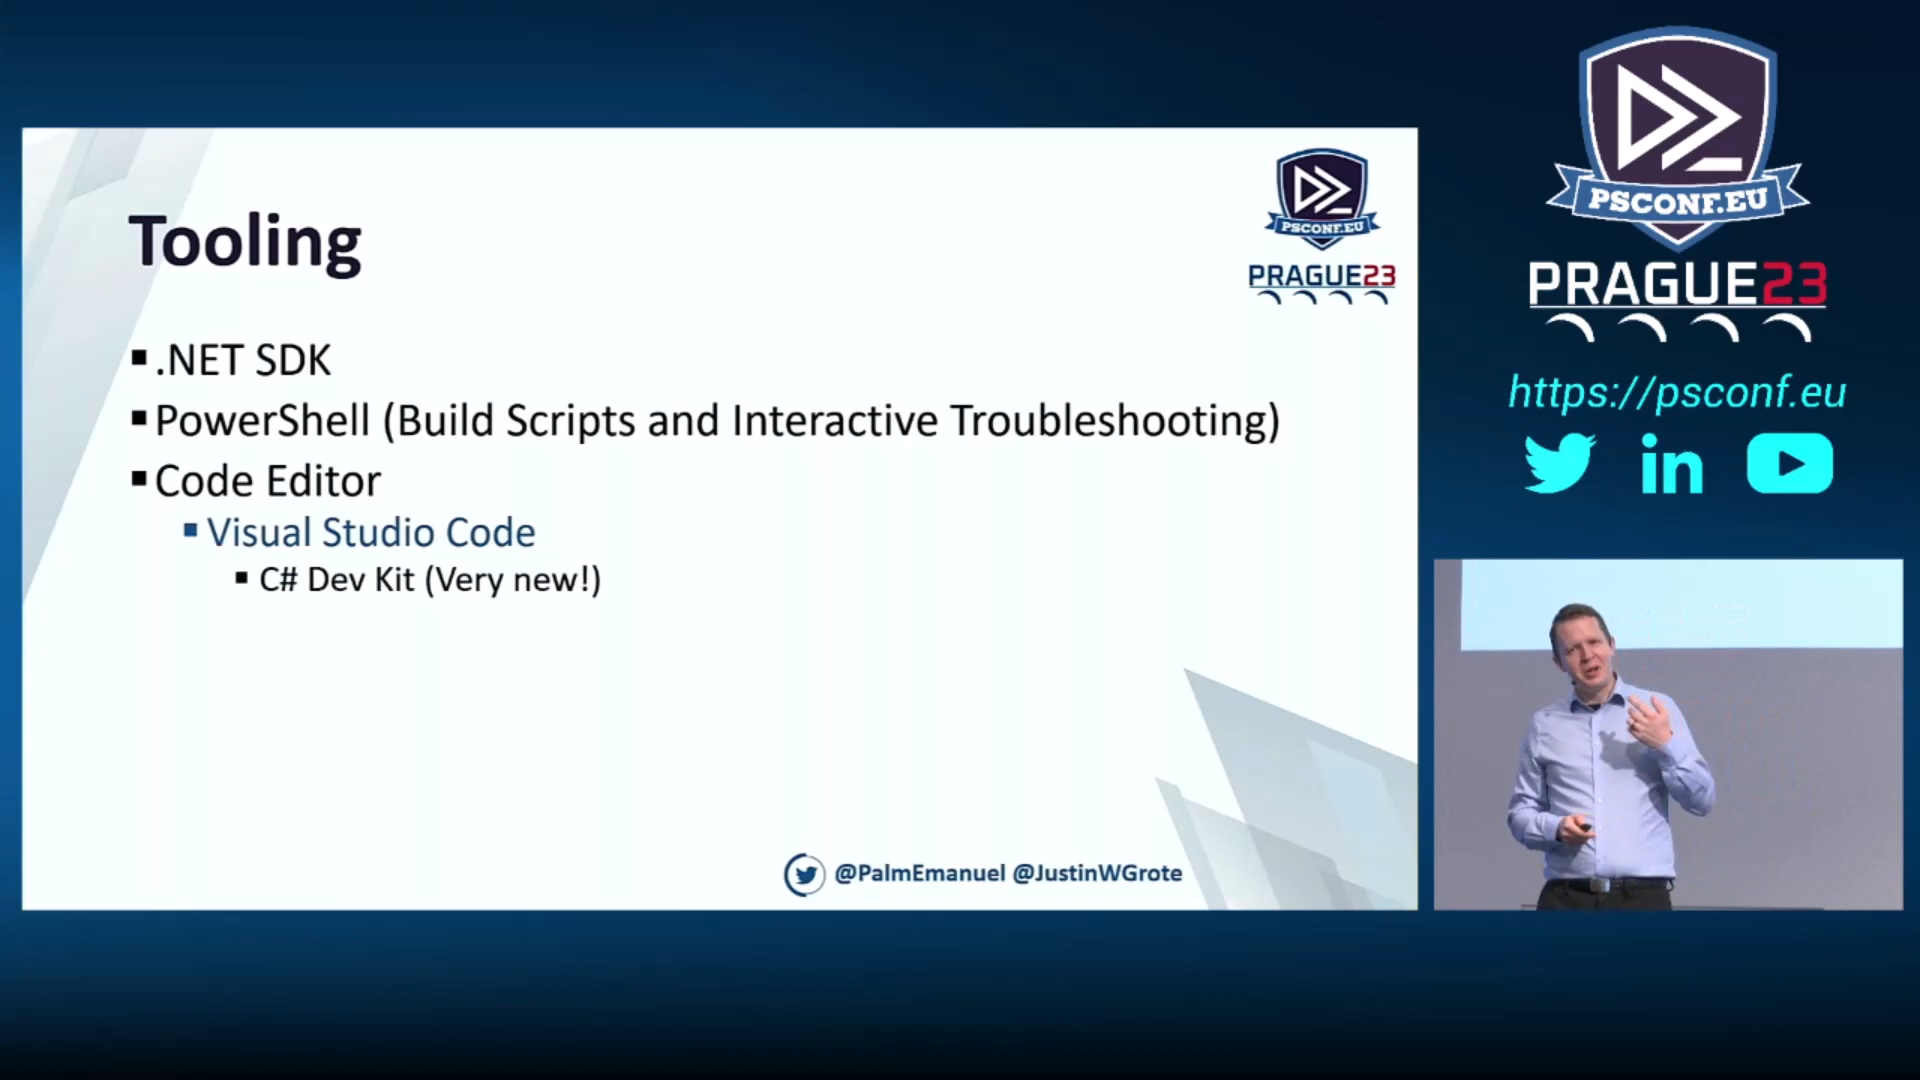 Tooling
PSCONF.EU
PRAGUE23
.NET SDK
PowerShell (Build Scripts and Interactive Troubleshooting)
Code Editor
Visual Studio Code
C# Dev Kit (Very new!)
@PalmEmanuel @JustinWGrote
PSCONF.EU
PRAGUE23
https://psconf.eu
in